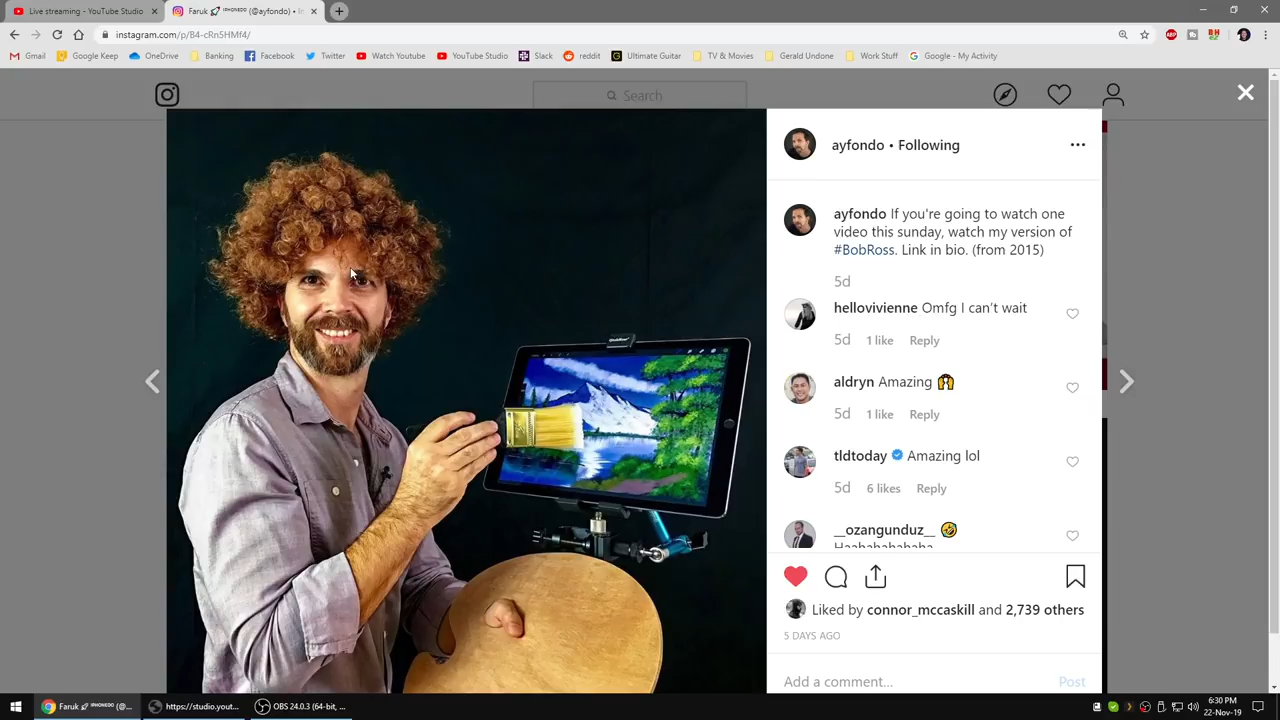 Live streaming - YouTube Studio
Faruk 🚀 ɪᴘʜᴏɴᴇᴅᴏ (@ayfondo) • In
instagram.com/p/B4-cRn5HMf4/
Gmail
Google Keep
OneDrive
Banking
Facebook
Twitter
Watch Youtube
YouTube Studio
Slack
reddit
Ultimate Guitar
TV & Movies
Gerald Undone
Work Stuff
Google - My Activity
Search
ayfondo • Following
ayfondo If you're going to watch one
video this sunday, watch my version of
#BobRoss. Link in bio. (from 2015)
5d
hellovivienne Omfg I can't wait
5d 1 like Reply
aldryn Amazing 🙌
5d 1 like Reply
tldtoday Amazing lol
5d 6 likes Reply
__ozangunduz__ 🤣
Haahahahahaha
Liked by connor_mccaskill and 2,739 others
5 DAYS AGO
Add a comment... Post
Faruk 🚀 ɪᴘʜᴏɴᴇᴅᴏ (@...
https://studio.yout...
OBS 24.0.3 (64-bit, ...
6:30 PM
22-Nov-19